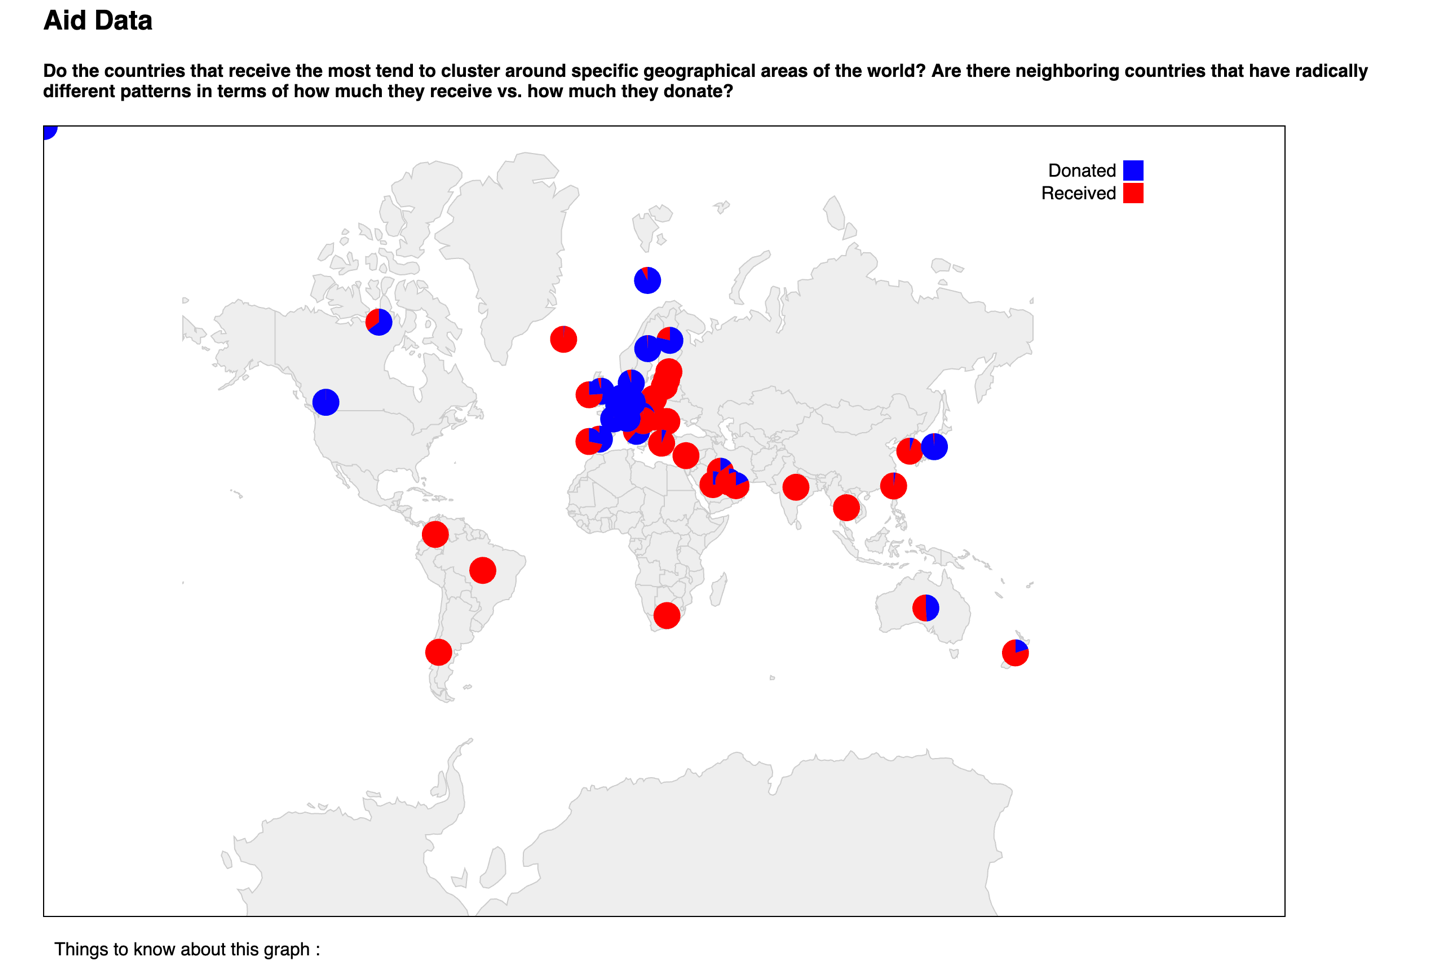 Aid Data
Do the countries that receive the most tend to cluster around specific geographical areas of the world? Are there neighboring countries that have radically
different patterns in terms of how much they receive vs. how much they donate?
Donated
Received
Things to know about this graph :